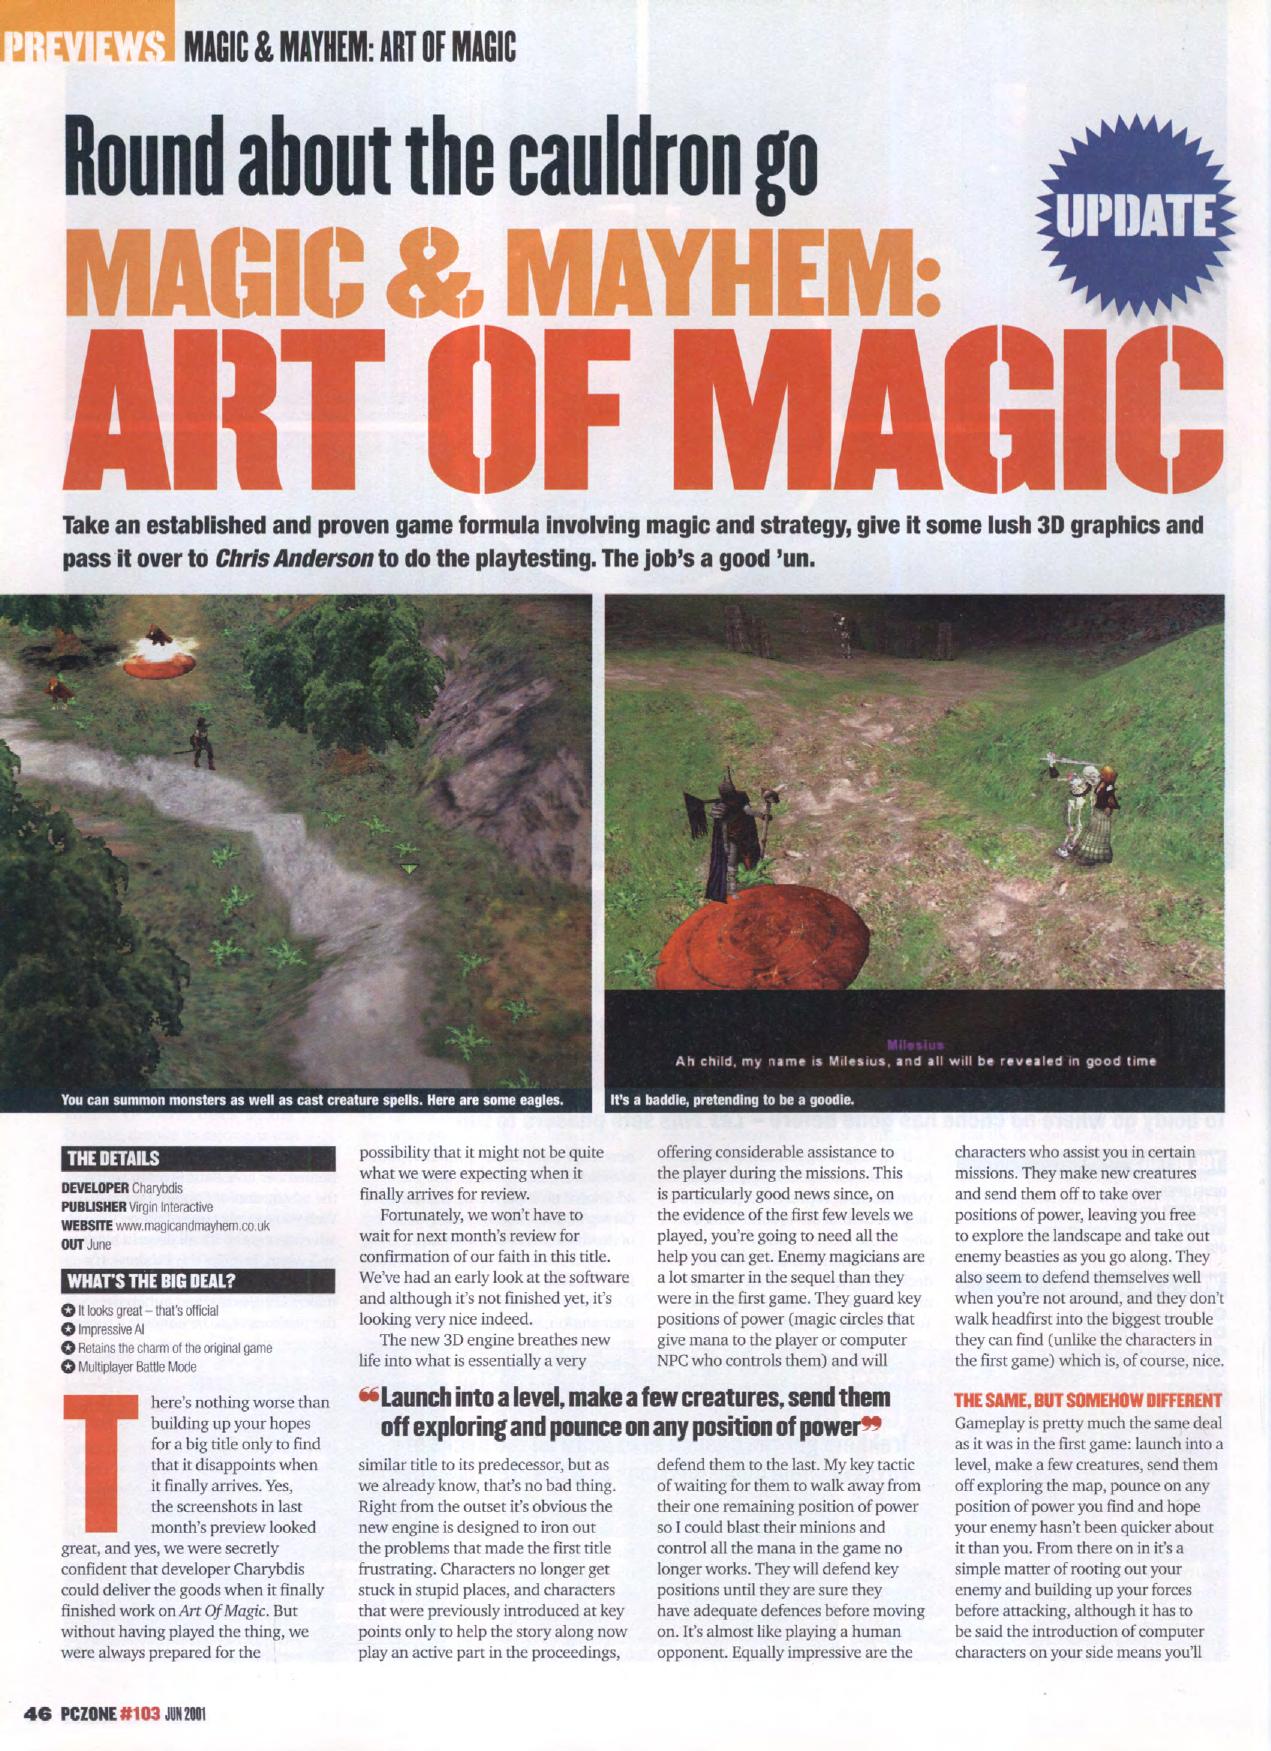 PREVIEWS MAGIC & MAYHEM: ART OF MAGIC
Round about the cauldron go
UPDATE
MAGIC & MAYHEM:
ART OF MAGIC
Take an established and proven game formula involving magic and strategy, give it some lush 3D graphics and
pass it over to Chris Anderson to do the playtesting. The job's a good 'un.
Milesius
Ah child, my name is Milesius, and all will be revealed in good time
You can summon monsters as well as cast creature spells. Here are some eagles.
It's a baddie, pretending to be a goodie.
THE DETAILS
DEVELOPER Charybdis
PUBLISHER Virgin Interactive
WEBSITE www.magicandmayhem.co.uk
OUT June
WHAT'S THE BIG DEAL?
It looks great – that's official
Impressive AI
Retains the charm of the original game
Multiplayer Battle Mode
There's nothing worse than
building up your hopes
for a big title only to find
that it disappoints when
it finally arrives. Yes,
the screenshots in last
month's preview looked
great, and yes, we were secretly
confident that developer Charybdis
could deliver the goods when it finally
finished work on Art Of Magic. But
without having played the thing, we
were always prepared for the
possibility that it might not be quite
what we were expecting when it
finally arrives for review.
Fortunately, we won't have to
wait for next month's review for
confirmation of our faith in this title.
We've had an early look at the software
and although it's not finished yet, it's
looking very nice indeed.
The new 3D engine breathes new
life into what is essentially a very
“Launch into a level, make a few creatures, send them
off exploring and pounce on any position of power”
similar title to its predecessor, but as
we already know, that's no bad thing.
Right from the outset it's obvious the
new engine is designed to iron out
the problems that made the first title
frustrating. Characters no longer get
stuck in stupid places, and characters
that were previously introduced at key
points only to help the story along now
play an active part in the proceedings,
offering considerable assistance to
the player during the missions. This
is particularly good news since, on
the evidence of the first few levels we
played, you're going to need all the
help you can get. Enemy magicians are
a lot smarter in the sequel than they
were in the first game. They guard key
positions of power (magic circles that
give mana to the player or computer
NPC who controls them) and will
defend them to the last. My key tactic
of waiting for them to walk away from
their one remaining position of power
so I could blast their minions and
control all the mana in the game no
longer works. They will defend key
positions until they are sure they
have adequate defences before moving
on. It's almost like playing a human
opponent. Equally impressive are the
characters who assist you in certain
missions. They make new creatures
and send them off to take over
positions of power, leaving you free
to explore the landscape and take out
enemy beasties as you go along. They
also seem to defend themselves well
when you're not around, and they don't
walk headfirst into the biggest trouble
they can find (unlike the characters in
the first game) which is, of course, nice.
THE SAME, BUT SOMEHOW DIFFERENT
Gameplay is pretty much the same deal
as it was in the first game: launch into a
level, make a few creatures, send them
off exploring the map, pounce on any
position of power you find and hope
your enemy hasn't been quicker about
it than you. From there on in it's a
simple matter of rooting out your
enemy and building up your forces
before attacking, although it has to
be said the introduction of computer
characters on your side means you'll
46 PCZONE #103 JUN 2001